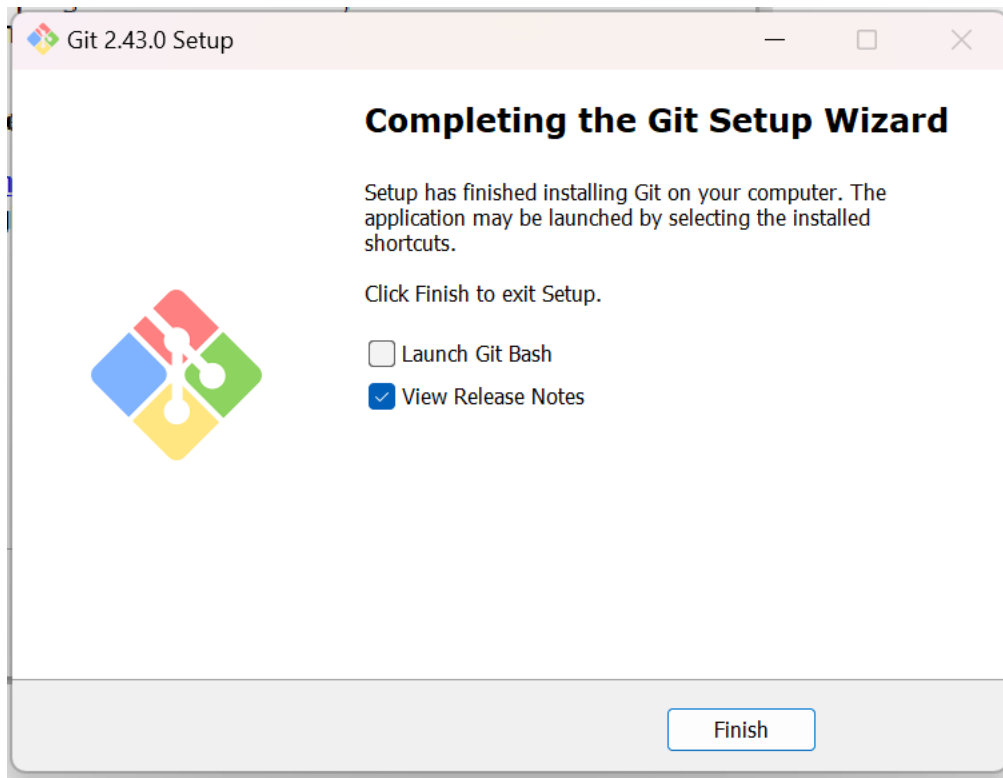 Git 2.43.0 Setup
Completing the Git Setup Wizard
Setup has finished installing Git on your computer. The
application may be launched by selecting the installed
shortcuts.
Click Finish to exit Setup.
Launch Git Bash
View Release Notes
Finish